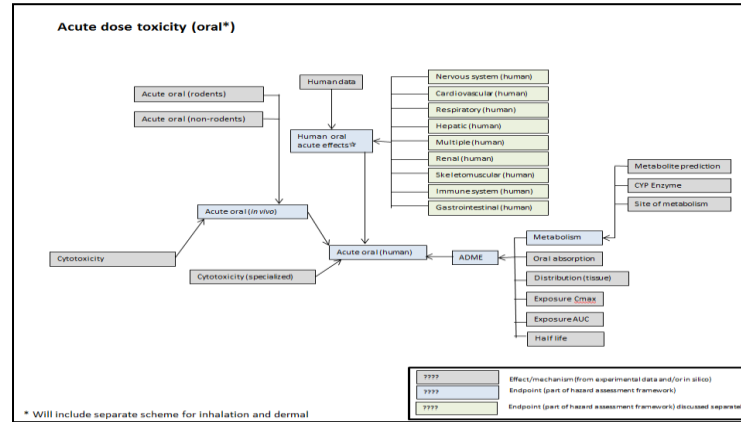 Acute dose toxicity (oral*)
Human data
Nervous system (human)
Cardiovascular (human)
Respiratory (human)
Hepatic (human)
Multiple (human)
Renal (human)
Skeletomuscular (human)
Immune system (human)
Gastrointestinal (human)
Acute oral (rodents)
Acute oral (non-rodents)
Human oral
acute effects☆
Metabolite prediction
CYP Enzyme
Site of metabolism
Acute oral (in vivo)
Cytotoxicity
Cytotoxicity (specialized)
Acute oral (human)
ADME
Metabolism
Oral absorption
Distribution (tissue)
Exposure Cmax
Exposure AUC
Half life
???? Effect/mechanism (from experimental data and/or in silico)
???? Endpoint (part of hazard assessment framework)
???? Endpoint (part of hazard assessment framework) discussed separate
* Will include separate scheme for inhalation and dermal